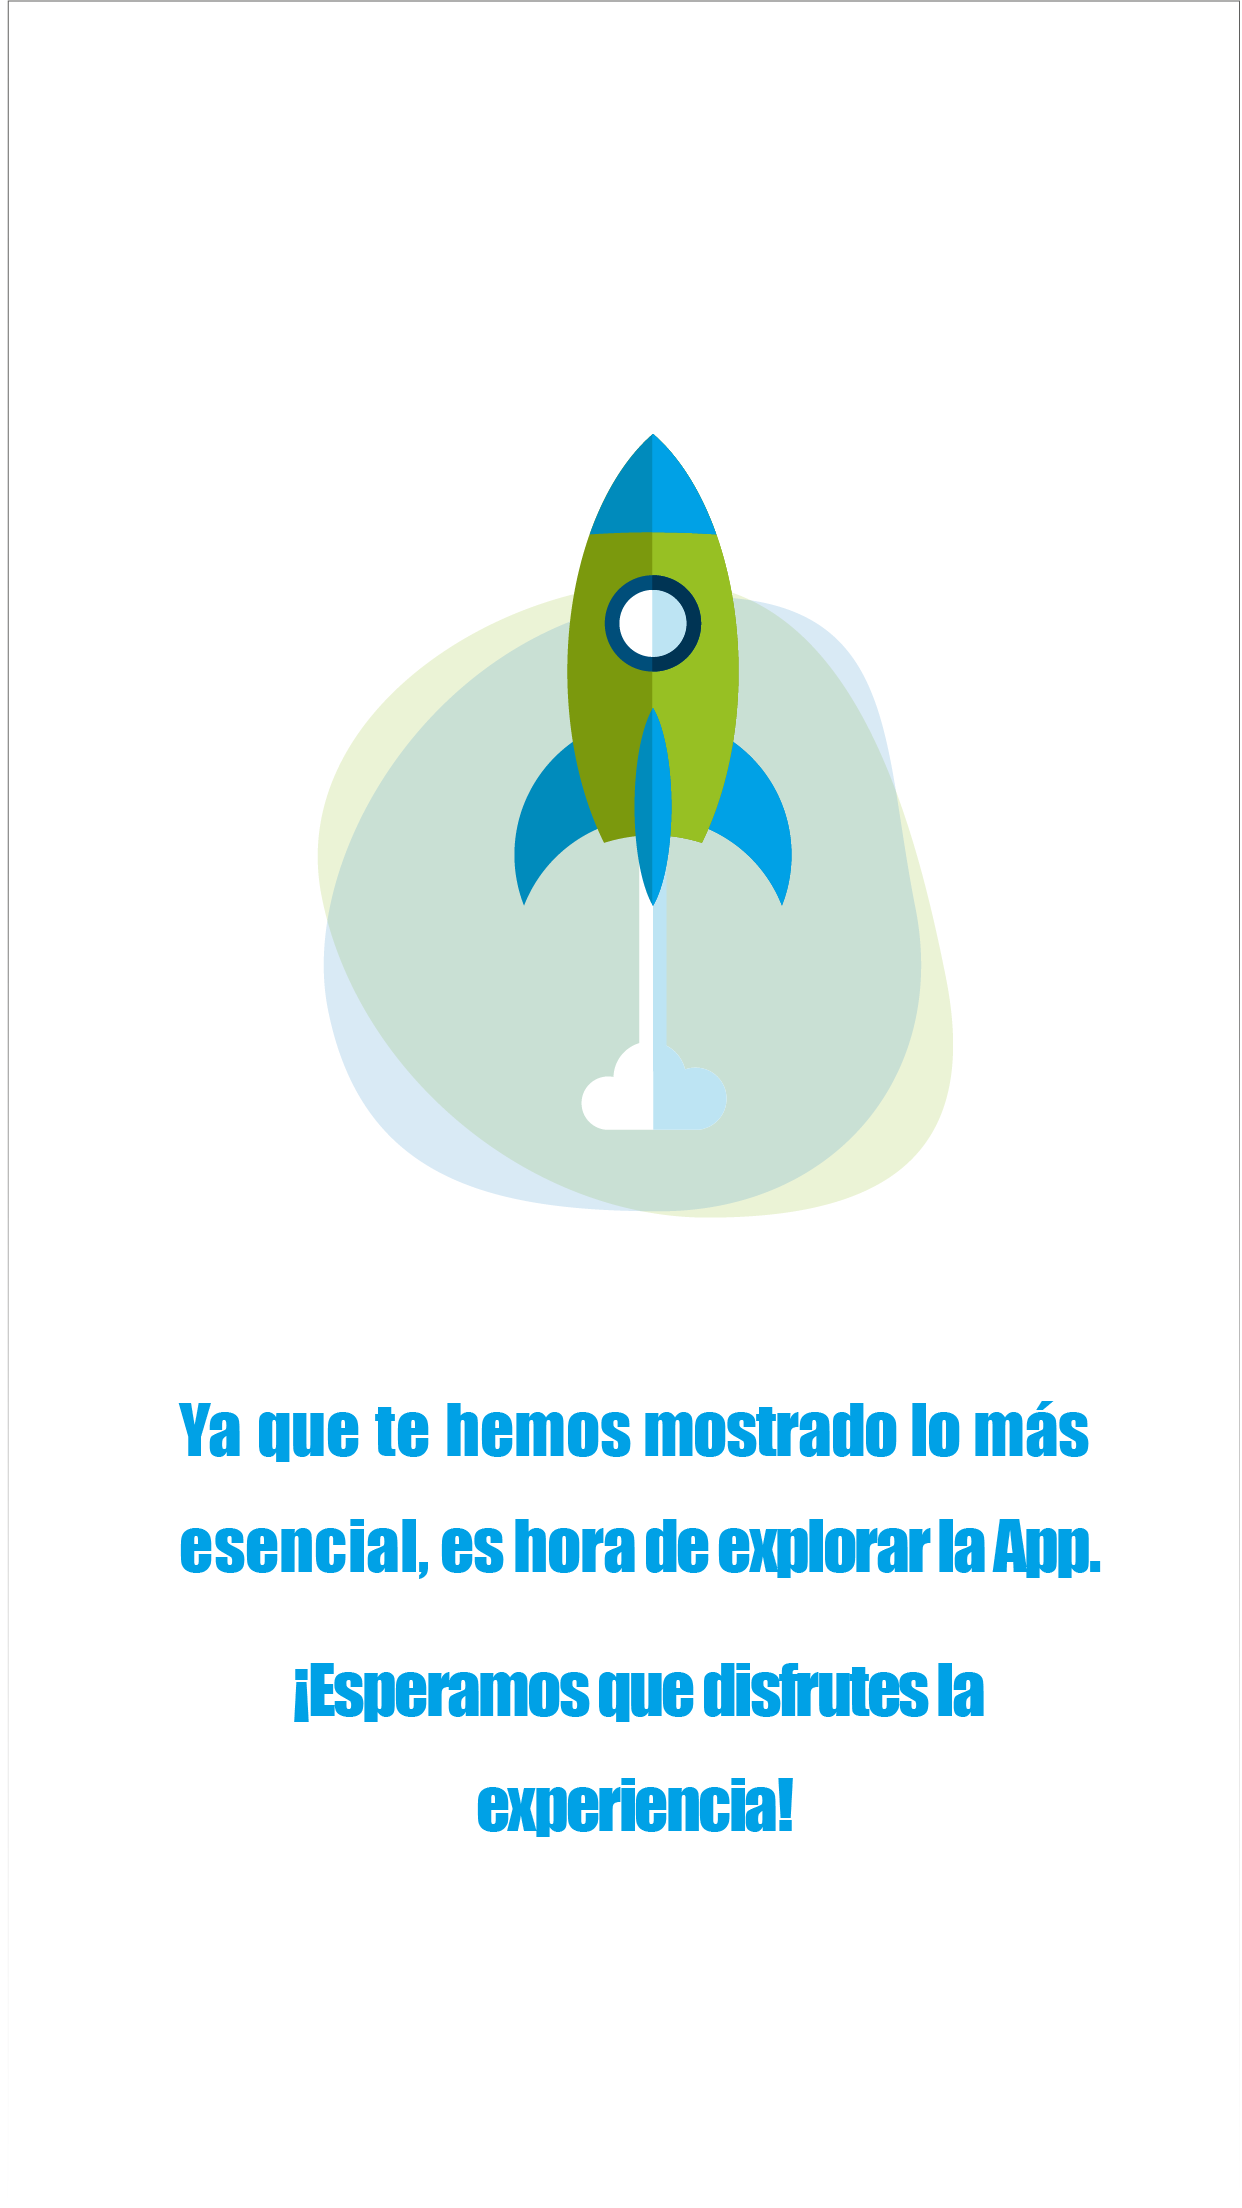 Ya que te hemos mostrado lo más
esencial, es hora de explorar la App.
¡Esperamos que disfrutes la
experiencia!